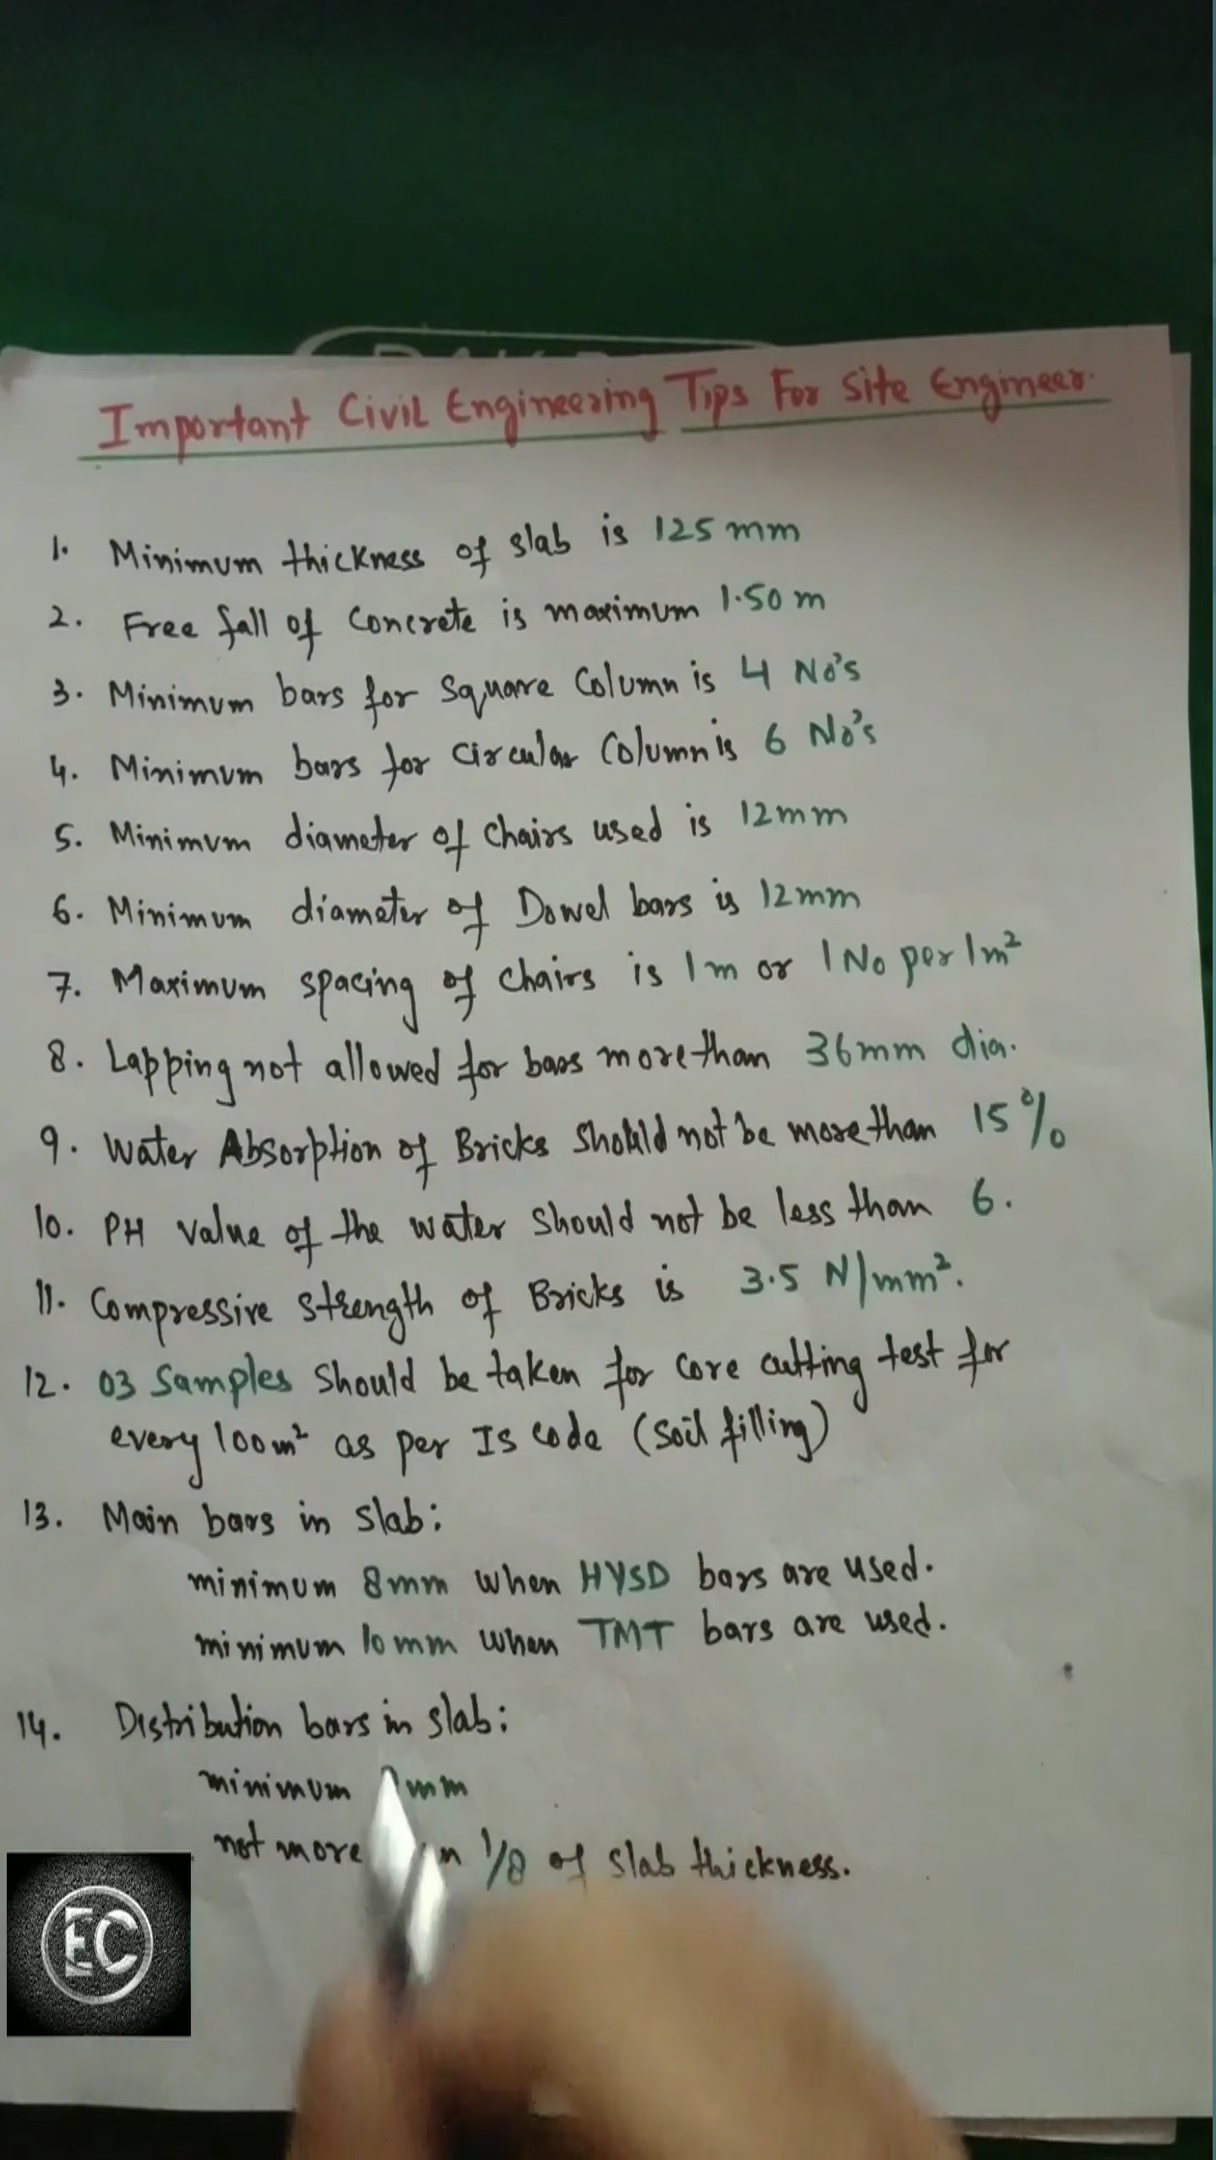 Important Civil Engineering Tips For Site Engineer.
1. Minimum thickness of slab is 125 mm
2. Free fall of Concrete is maximum 1.50 m
3. Minimum bars for Square Column is 4 No's
4. Minimum bars for Circular Column is 6 No's
5. Minimum diameter of Chairs used is 12mm
6. Minimum diameter of Dowel bars is 12mm
7. Maximum spacing of Chairs is 1m or 1No per 1m²
8. Lapping not allowed for bars more than 36mm dia.
9. Water Absorption of Bricks should not be more than 15%
10. PH Value of the water should not be less than 6.
11. Compressive strength of Bricks is 3.5 N/mm².
12. 03 Samples should be taken for core cutting test for
every 100m² as per IS code (soil filling)
13. Main bars in slab:
minimum 8mm when HYSD bars are used.
minimum 10mm when TMT bars are used.
14. Distribution bars in slab:
minimum mm
not more 1/8 of slab thickness.
EC